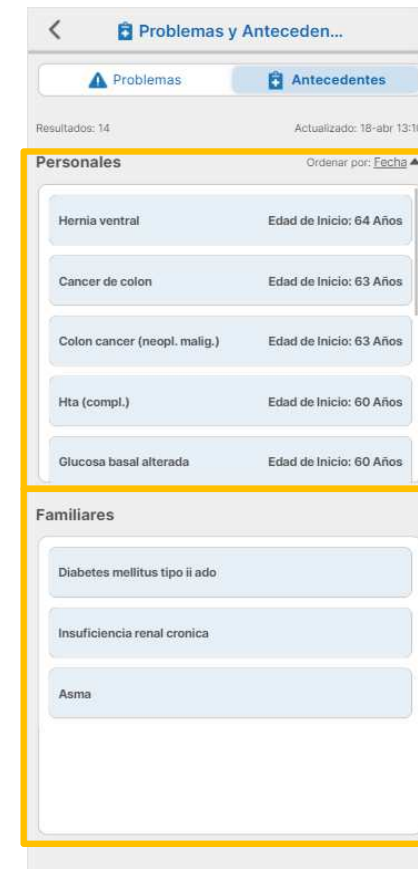 Problemas y Anteceden...
Problemas Antecedentes
Resultados: 14 Actualizado: 18-abr 13:10
Personales Ordenar por: Fecha
Hernia ventral Edad de Inicio: 64 Años
Cancer de colon Edad de Inicio: 63 Años
Colon cancer (neopl. malig.) Edad de Inicio: 63 Años
Hta (compl.) Edad de Inicio: 60 Años
Glucosa basal alterada Edad de Inicio: 60 Años
Familiares
Diabetes mellitus tipo ii ado
Insuficiencia renal cronica
Asma